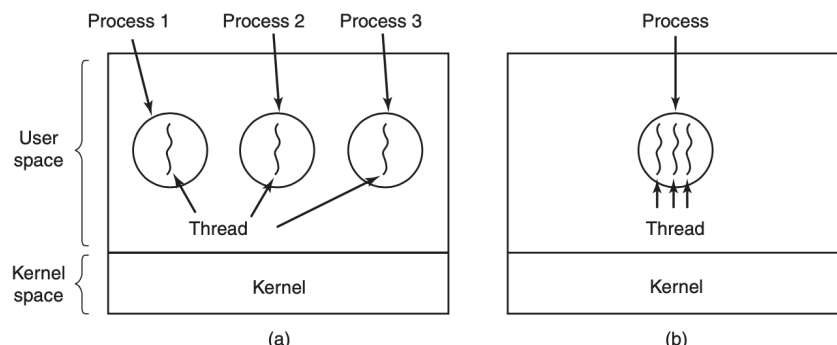 Process 1 Process 2 Process 3 Process
User
space
Thread Thread
Kernel
space
Kernel Kernel
(a) (b)